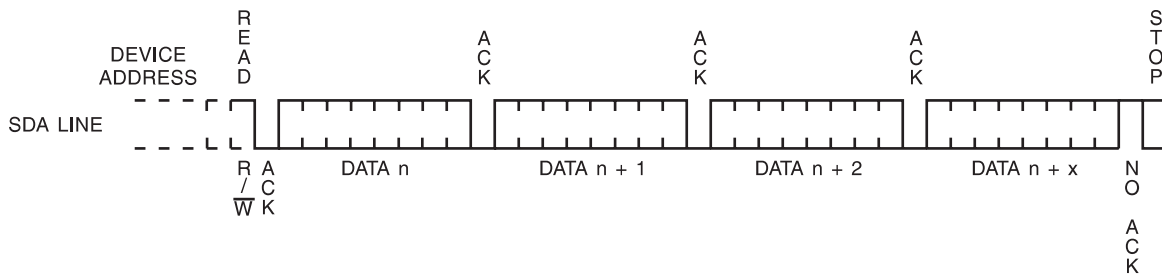 READ
DEVICE
ADDRESS
ACK
ACK
ACK
STOP
SDA LINE
R/W
ACK
DATA n
DATA n + 1
DATA n + 2
DATA n + x
NO ACK